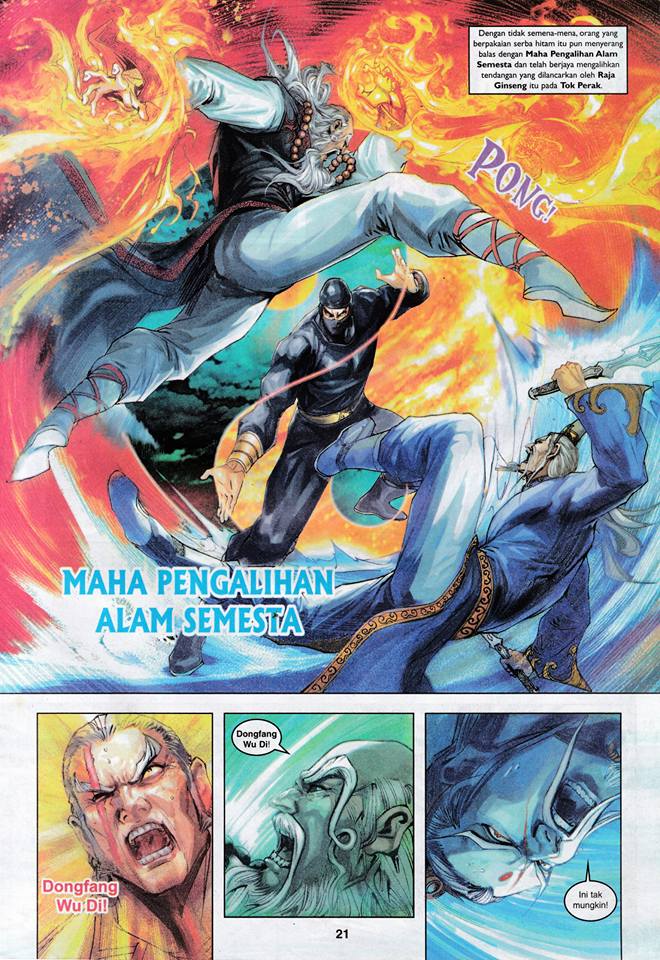 Dengan tidak semena-mena, orang yang
berpakaian serba hitam itu pun menyerang
balas dengan Maha Pengalihan Alam
Semesta dan telah berjaya mengalihkan
tendangan yang dilancarkan oleh Raja
Ginseng itu pada Tok Perak.
PONG!
MAHA PENGALIHAN
ALAM SEMESTA
Dongfang
Wu Di!
Dongfang
Wu Di!
Ini tak
mungkin!
21